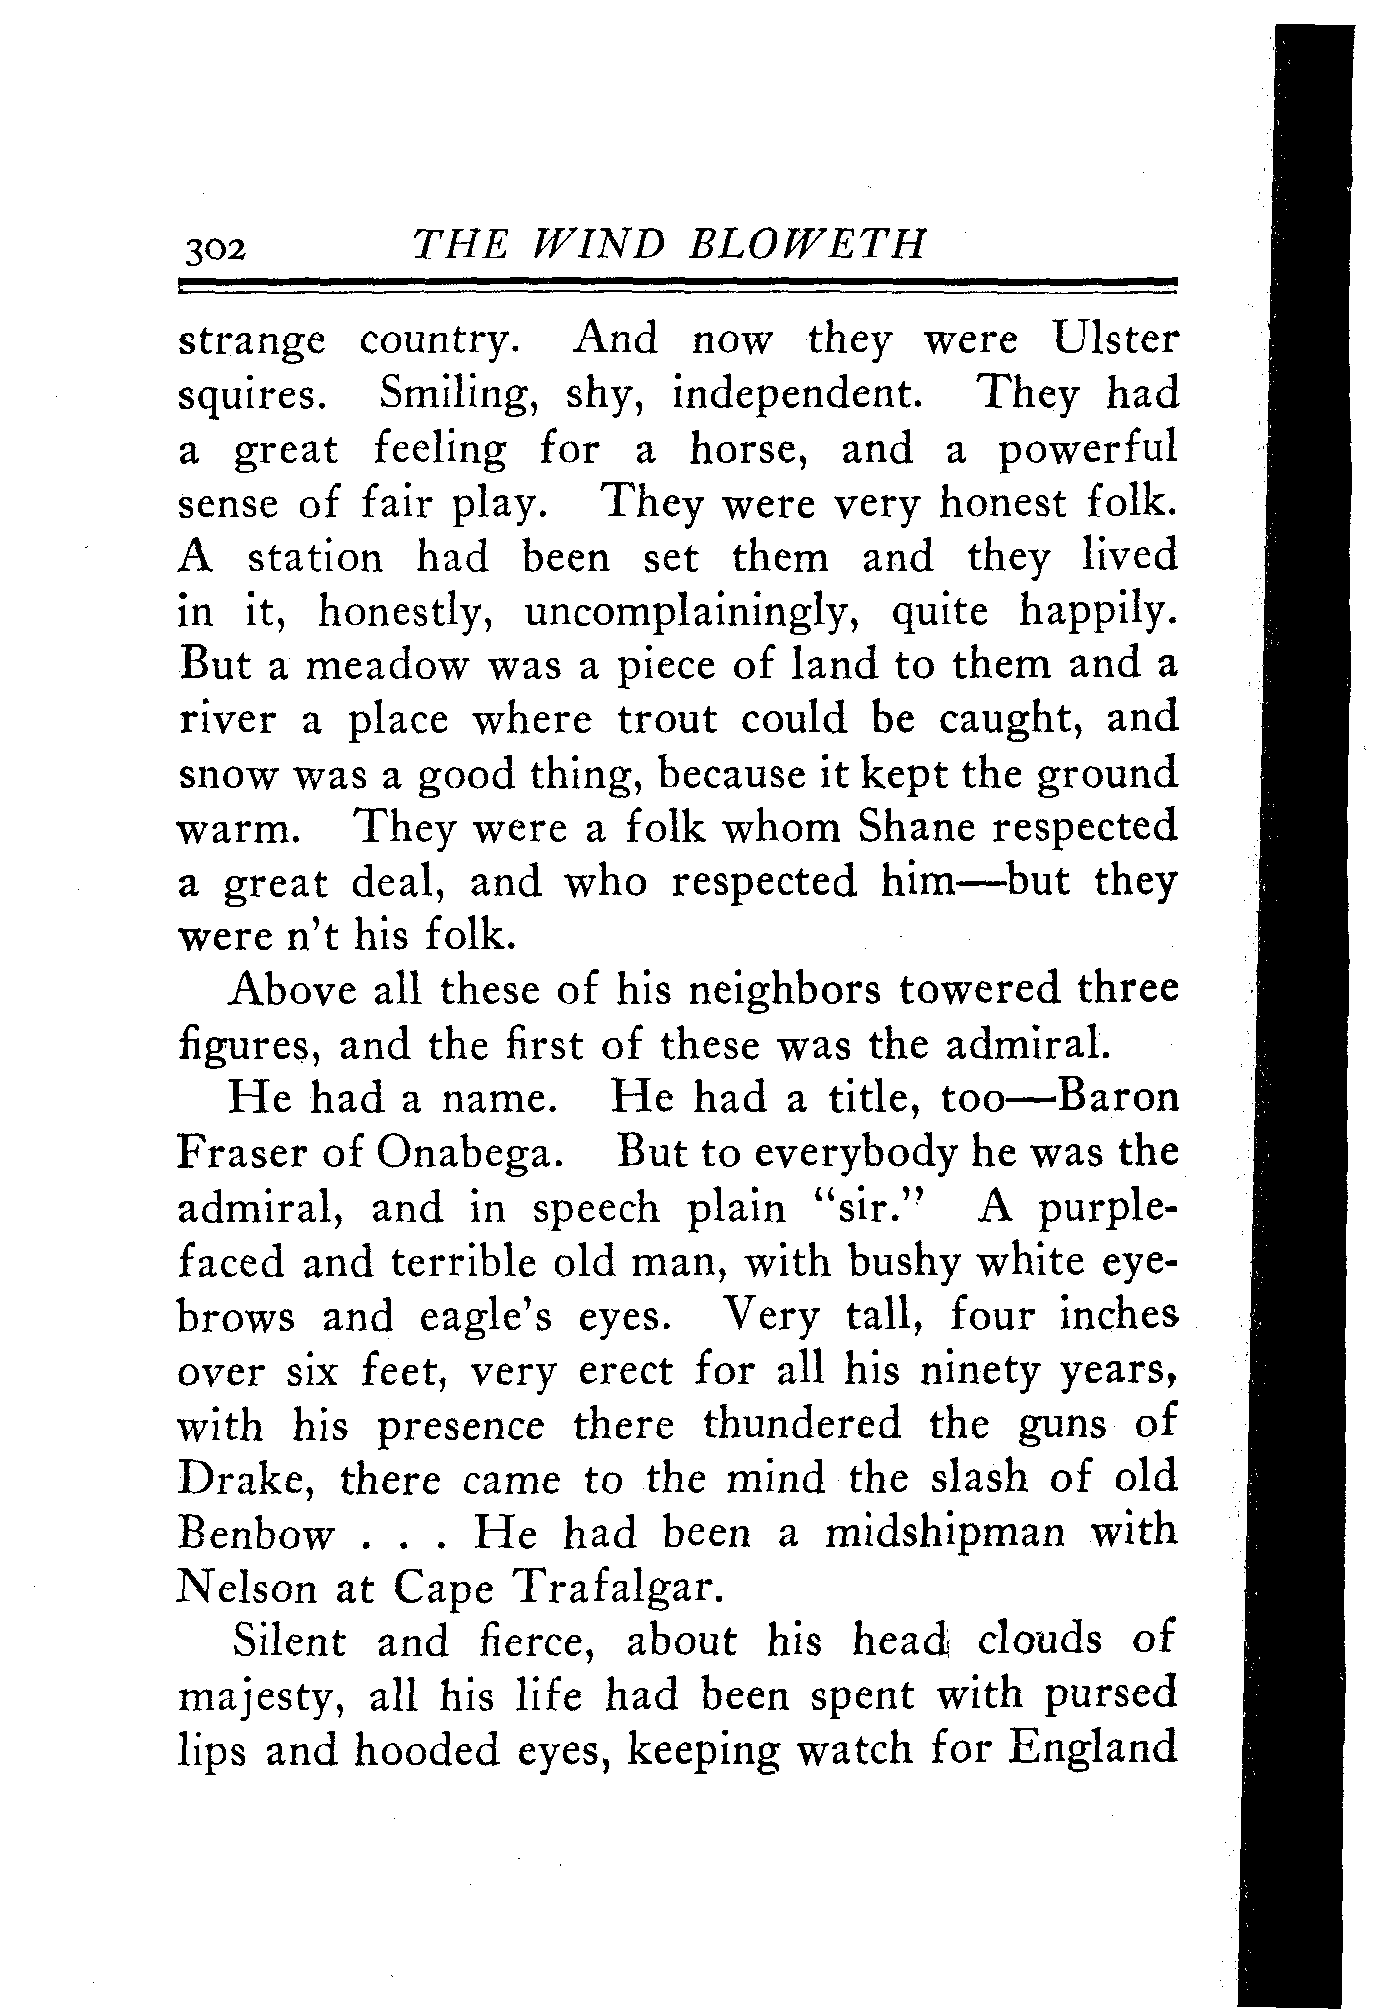 302 THE WIND BLOWETH
strange country. And now they were Ulster
squires. Smiling, shy, independent. They had
a great feeling for a horse, and a powerful
sense of fair play. They were very honest folk.
A station had been set them and they lived
in it, honestly, uncomplainingly, quite happily.
But a meadow was a piece of land to them and a
river a place where trout could be caught, and
snow was a good thing, because it kept the ground
warm. They were a folk whom Shane respected
a great deal, and who respected him—but they
were n't his folk.
Above all these of his neighbors towered three
figures, and the first of these was the admiral.
He had a name. He had a title, too—Baron
Fraser of Onabega. But to everybody he was the
admiral, and in speech plain "sir." A purple-
faced and terrible old man, with bushy white eye-
brows and eagle's eyes. Very tall, four inches
over six feet, very erect for all his ninety years,
with his presence there thundered the guns of
Drake, there came to the mind the slash of old
Benbow . . . He had been a midshipman with
Nelson at Cape Trafalgar.
Silent and fierce, about his head clouds of
majesty, all his life had been spent with pursed
lips and hooded eyes, keeping watch for England